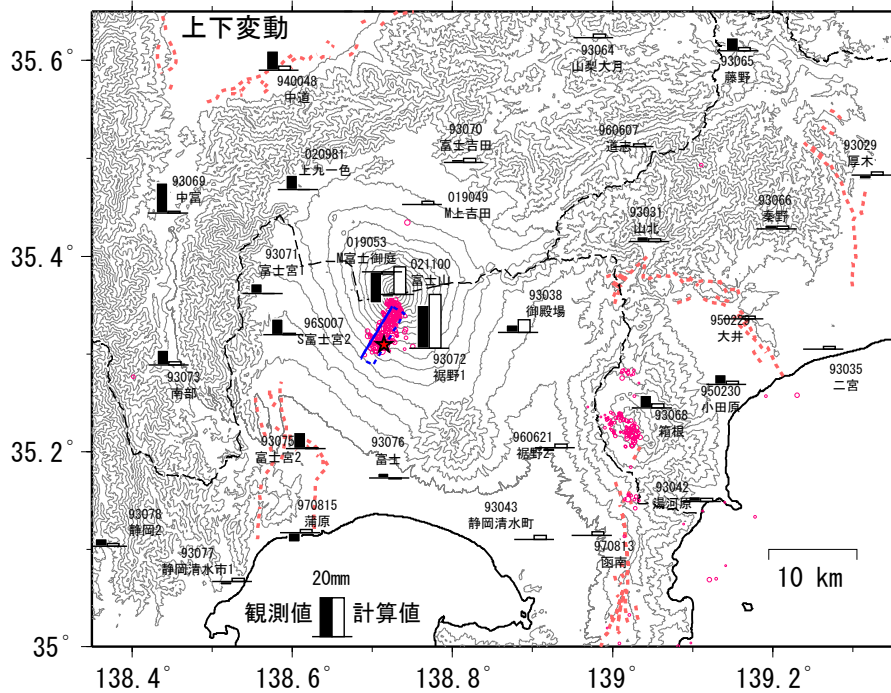 上下変動
35.6°
93064
山梨大月
93065
藤野
940048
中道
93070
富士吉田
960607
道志
93029
厚木
020981
上九一色
93069
中富
019049
M上吉田
93066
秦野
93031
山北
35.4°
93071
富士宮1
019053
M富士御庭
021100
富士山
93038
御殿場
96S007
S富士宮2
950225
大井
93072
裾野1
93035
二宮
93073
南部
950230
小田原
93068
箱根
35.2°
93075
富士宮2
93076
富士
960621
裾野2
93042
湯河原
93043
静岡清水町
970815
蒲原
93078
静岡2
93077
静岡清水市1
970813
函南
10 km
20mm
観測値
計算値
35°
138.4°
138.6°
138.8°
139°
139.2°